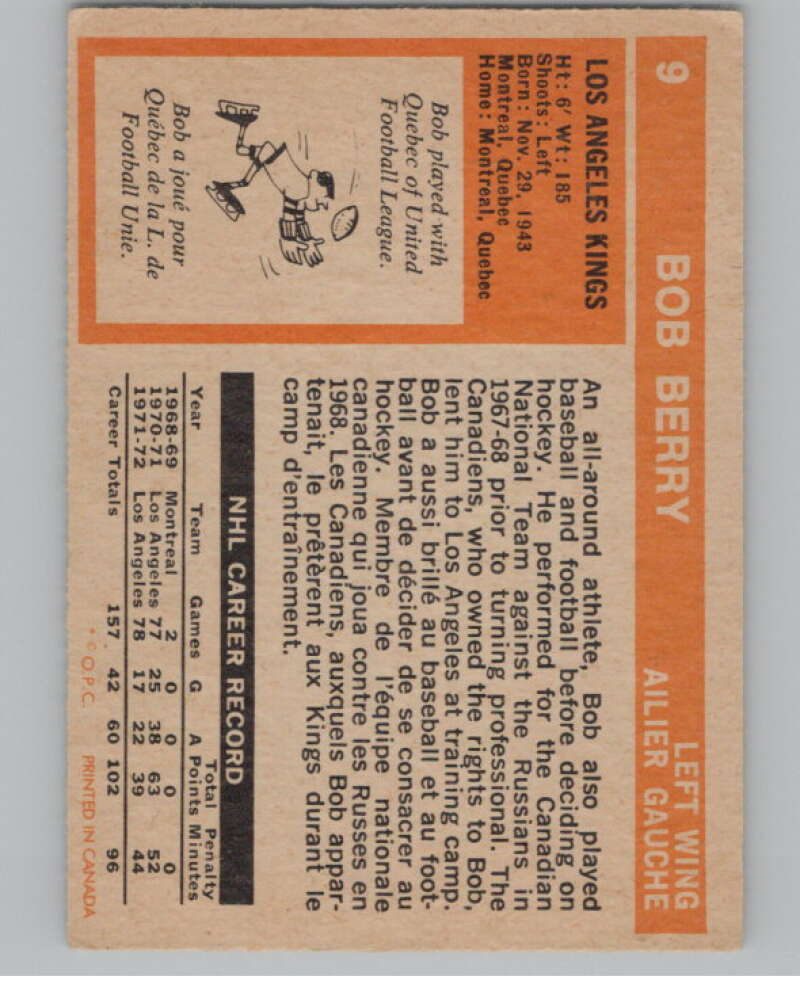 9 BOB BERRY LEFT WING
AILIER GAUCHE
LOS ANGELES KINGS
Ht: 6' Wt: 185
Shoots: Left
Born: Nov. 29, 1943
Montreal, Quebec
Home: Montreal, Quebec
Bob played with
Quebec of United
Football League.
Bob a joué pour
Québec de la L. de
Football Unie.
An all-around athlete, Bob also played
baseball and football before deciding on
hockey. He performed for the Canadian
National Team against the Russians in
1967-68 prior to turning professional. The
Canadiens, who owned the rights to Bob,
lent him to Los Angeles at training camp.
Bob a aussi brillé au baseball et au foot-
ball avant de décider de se consacrer au
hockey. Membre de l'équipe nationale
canadienne qui joua contre les Russes en
1968. Les Canadiens, auxquels Bob appar-
tenait, le prêtèrent aux Kings durant le
camp d'entraînement.
NHL CAREER RECORD
Total Penalty
Year Team Games G A Points Minutes
1968-69 Montreal 2 0 0 0 0
1970-71 Los Angeles 77 25 38 63 52
1971-72 Los Angeles 78 17 22 39 44
Career Totals 157 42 60 102 96
* © O.P.C. PRINTED IN CANADA